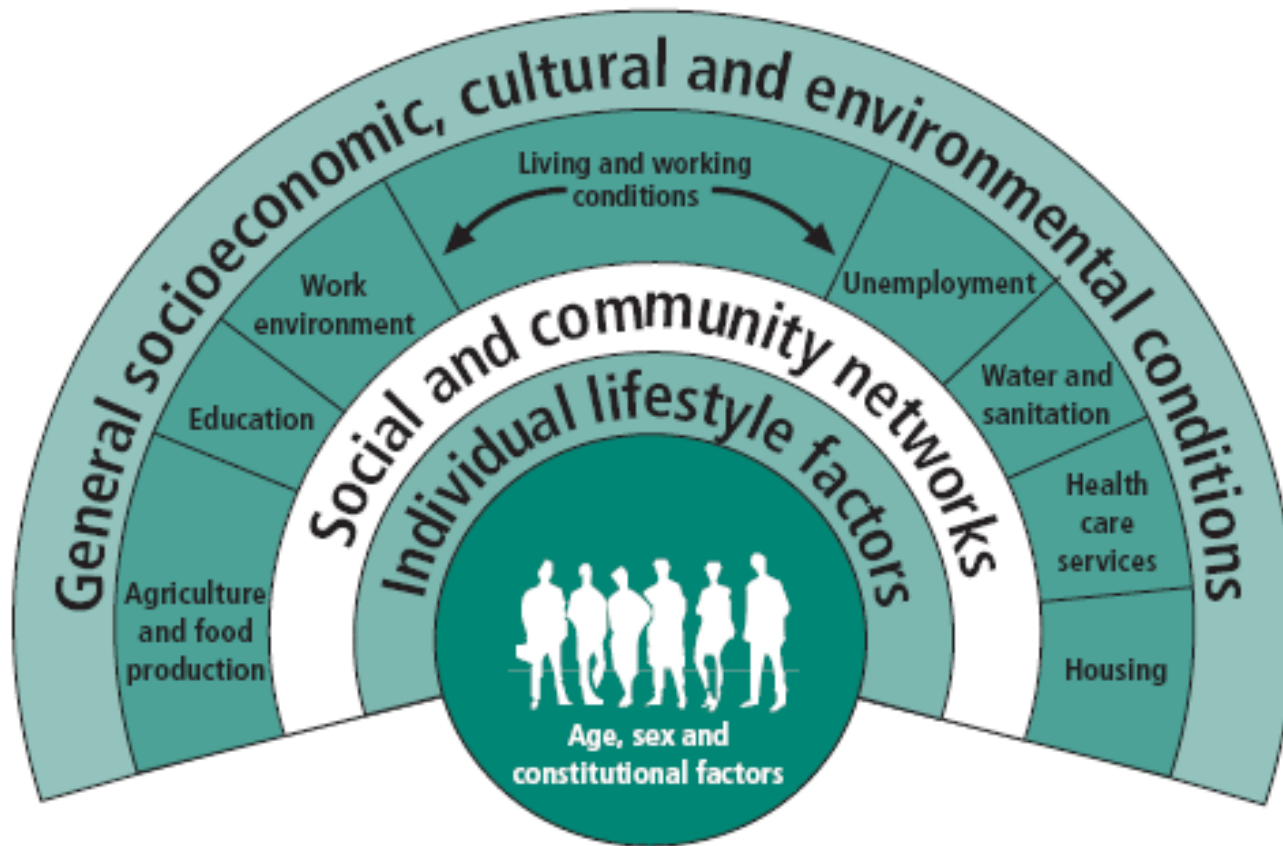 General socioeconomic, cultural and environmental conditions
Living and working
conditions
Work
environment
Unemployment
Education
Water and
sanitation
Agriculture
and food
production
Health
care
services
Housing
Social and community networks
Individual lifestyle factors
Age, sex and
constitutional factors